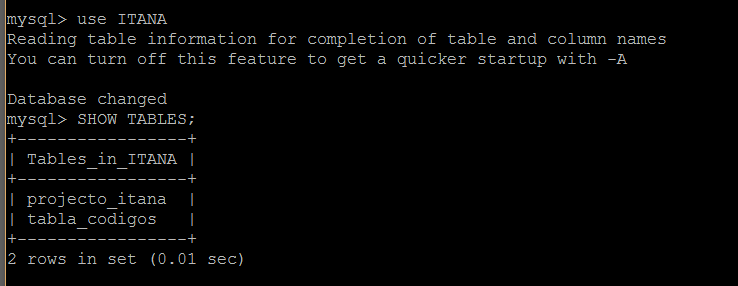 mysql> use ITANA
Reading table information for completion of table and column names
You can turn off this feature to get a quicker startup with -A
Database changed
mysql> SHOW TABLES;
+-----------------+
| Tables_in_ITANA |
+-----------------+
| projecto_itana  |
| tabla_codigos   |
+-----------------+
2 rows in set (0.01 sec)